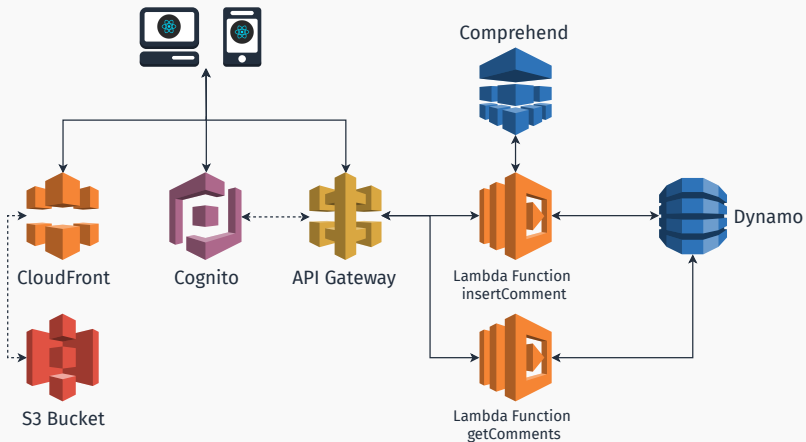 Comprehend
CloudFront
Cognito
API Gateway
Lambda Function
insertComment
Dynamo
S3 Bucket
Lambda Function
getComments